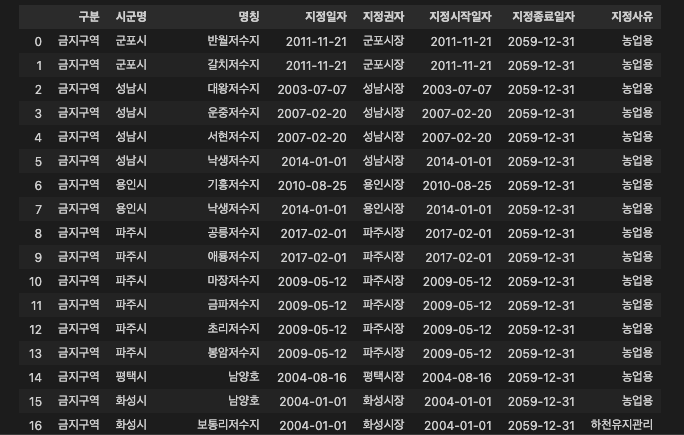 구분 시군명 명칭 지정일자 지정권자 지정시작일자 지정종료일자 지정사유
0 금지구역 군포시 반월저수지 2011-11-21 군포시장 2011-11-21 2059-12-31 농업용
1 금지구역 군포시 갈치저수지 2011-11-21 군포시장 2011-11-21 2059-12-31 농업용
2 금지구역 성남시 대왕저수지 2003-07-07 성남시장 2003-07-07 2059-12-31 농업용
3 금지구역 성남시 운중저수지 2007-02-20 성남시장 2007-02-20 2059-12-31 농업용
4 금지구역 성남시 서현저수지 2007-02-20 성남시장 2007-02-20 2059-12-31 농업용
5 금지구역 성남시 낙생저수지 2014-01-01 성남시장 2014-01-01 2059-12-31 농업용
6 금지구역 용인시 기흥저수지 2010-08-25 용인시장 2010-08-25 2059-12-31 농업용
7 금지구역 용인시 낙생저수지 2014-01-01 용인시장 2014-01-01 2059-12-31 농업용
8 금지구역 파주시 공릉저수지 2017-02-01 파주시장 2017-02-01 2059-12-31 농업용
9 금지구역 파주시 애룡저수지 2017-02-01 파주시장 2017-02-01 2059-12-31 농업용
10 금지구역 파주시 마장저수지 2009-05-12 파주시장 2009-05-12 2059-12-31 농업용
11 금지구역 파주시 금파저수지 2009-05-12 파주시장 2009-05-12 2059-12-31 농업용
12 금지구역 파주시 초리저수지 2009-05-12 파주시장 2009-05-12 2059-12-31 농업용
13 금지구역 파주시 봉암저수지 2009-05-12 파주시장 2009-05-12 2059-12-31 농업용
14 금지구역 평택시 남양호 2004-08-16 평택시장 2004-08-16 2059-12-31 농업용
15 금지구역 화성시 남양호 2004-01-01 화성시장 2004-01-01 2059-12-31 농업용
16 금지구역 화성시 보통리저수지 2004-01-01 화성시장 2004-01-01 2059-12-31 하천유지관리